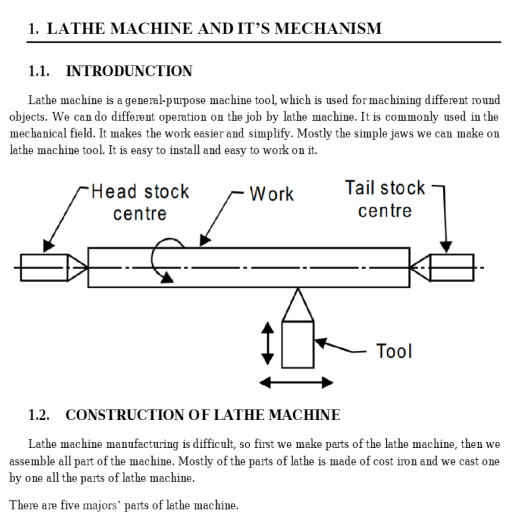 1. LATHE MACHINE AND IT'S MECHANISM
1.1. INTRODUNCTION
Lathe machine is a general-purpose machine tool, which is used for machining different round
objects. We can do different operation on the job by lathe machine. It is commonly used in the
mechanical field. It makes the work easier and simplify. Mostly the simple jaws we can make on
lathe machine tool. It is easy to install and easy to work on it.
Head stock
centre
Work
Tail stock
centre
Tool
1.2. CONSTRUCTION OF LATHE MACHINE
Lathe machine manufacturing is difficult, so first we make parts of the lathe machine, then we
assemble all part of the machine. Mostly of the parts of lathe is made of cost iron and we cast one
by one all the parts of lathe machine.
There are five majors' parts of lathe machine.